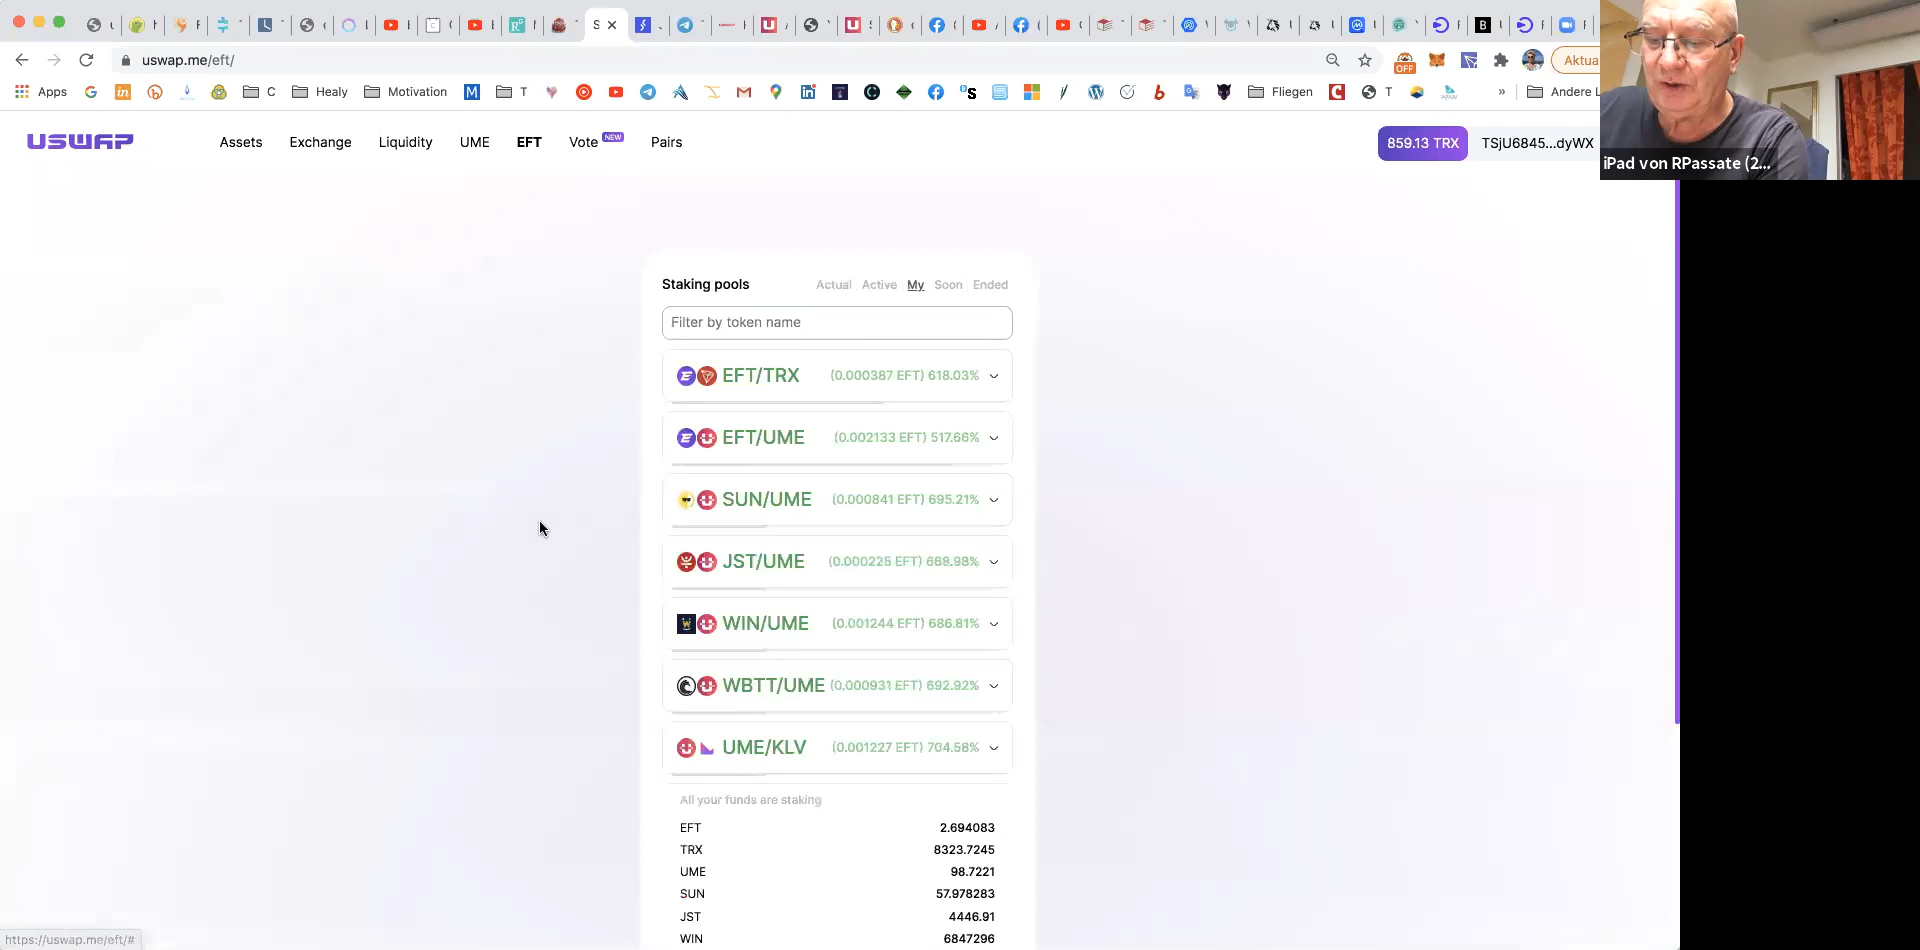 S
uswap.me/eft/
OFF
Aktua
Apps
C
Healy
Motivation
T
Fliegen
T
»
Andere L
USWAP
Assets
Exchange
Liquidity
UME
EFT
Vote NEW
Pairs
859.13 TRX
TSjU6845...dyWX
iPad von RPassate (2...
Staking pools
Actual Active My Soon Ended
Filter by token name
EFT/TRX (0.000387 EFT) 618.03%
EFT/UME (0.002133 EFT) 517.66%
SUN/UME (0.000841 EFT) 695.21%
JST/UME (0.000225 EFT) 668.98%
WIN/UME (0.001244 EFT) 686.81%
WBTT/UME (0.000931 EFT) 692.92%
UME/KLV (0.001227 EFT) 704.58%
All your funds are staking
EFT 2.694083
TRX 8323.7245
UME 98.7221
SUN 57.978283
JST 4446.91
WIN 6847296
https://uswap.me/eft/#